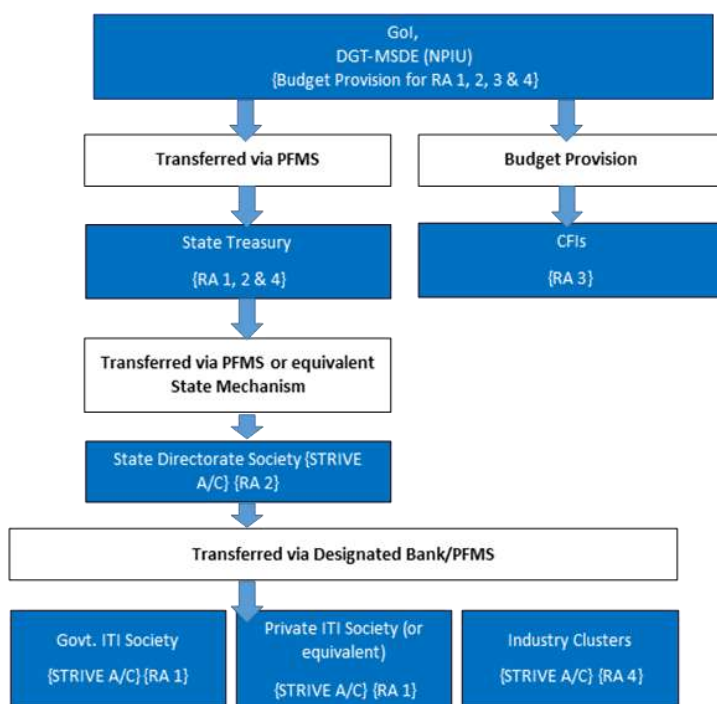 GoI,
DGT-MSDE (NPIU)
{Budget Provision for RA 1, 2, 3 & 4}
Transferred via PFMS
Budget Provision
State Treasury
{RA 1, 2 & 4}
CFIs
{RA 3}
Transferred via PFMS or equivalent
State Mechanism
State Directorate Society {STRIVE
A/C} {RA 2}
Transferred via Designated Bank/PFMS
Govt. ITI Society
{STRIVE A/C} {RA 1}
Private ITI Society (or
equivalent)
{STRIVE A/C} {RA 1}
Industry Clusters
{STRIVE A/C} {RA 4}